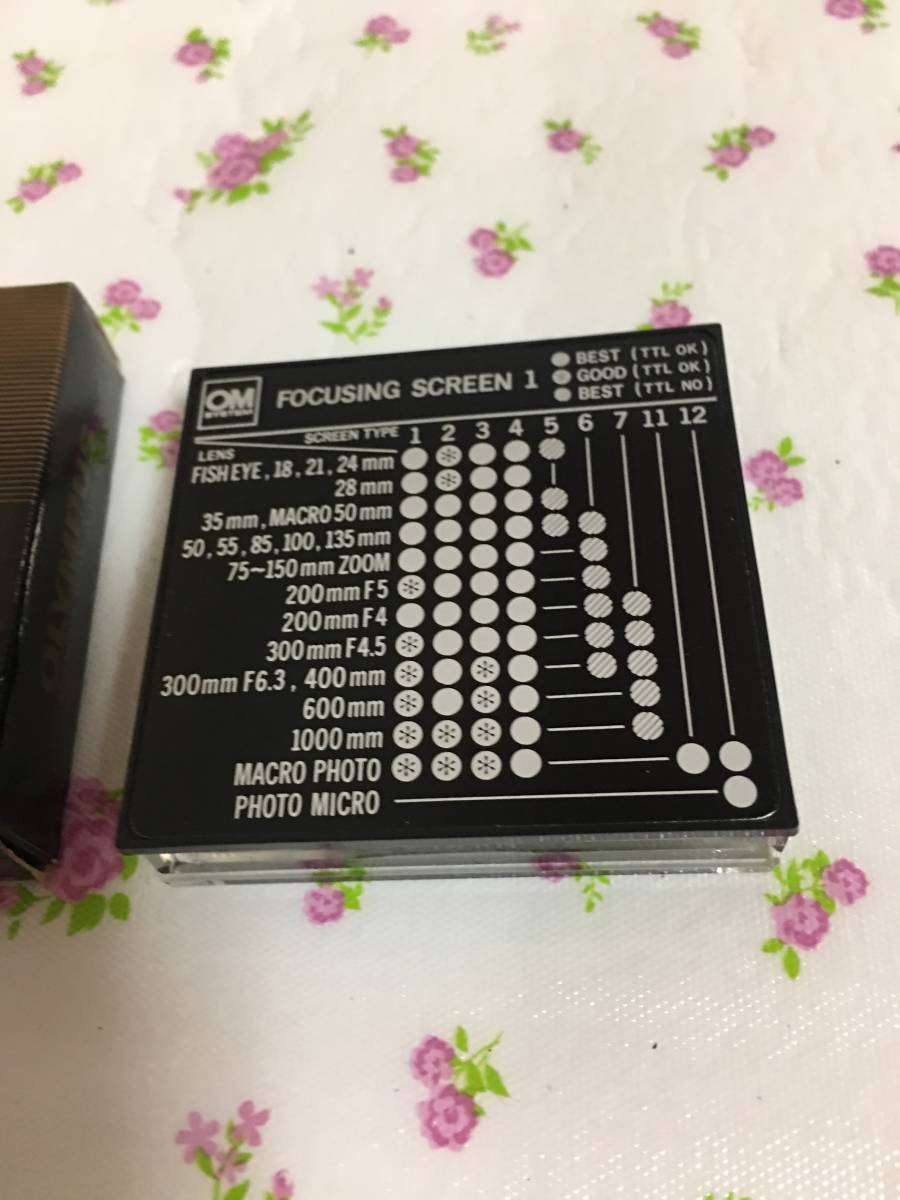 OM
SYSTEM
FOCUSING SCREEN 1
BEST (TTL OK)
GOOD (TTL OK)
BEST (TTL NO)
SCREEN TYPE 1 2 3 4 5 6 7 11 12
LENS
FISH EYE, 18, 21, 24 mm
28 mm
35 mm, MACRO 50 mm
50, 55, 85, 100, 135 mm
75~150 mm ZOOM
200 mm F5
200 mm F4
300 mm F4.5
300 mm F6.3, 400 mm
600 mm
1000 mm
MACRO PHOTO
PHOTO MICRO
OLYMPUS